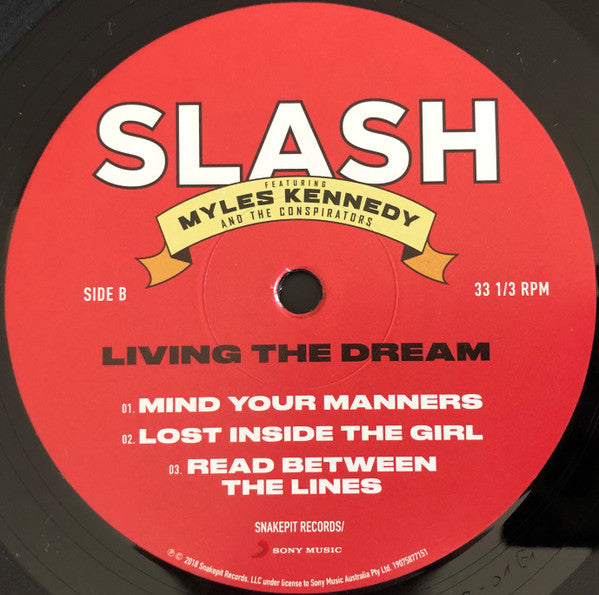 SLASH
FEATURING
MYLES KENNEDY
AND THE CONSPIRATORS
SIDE B
33 1/3 RPM
LIVING THE DREAM
01. MIND YOUR MANNERS
02. LOST INSIDE THE GIRL
03. READ BETWEEN
THE LINES
SNAKEPIT RECORDS/
SONY MUSIC
℗ © 2018 Snakepit Records, LLC under license to Sony Music Australia Pty Ltd. 19075877151